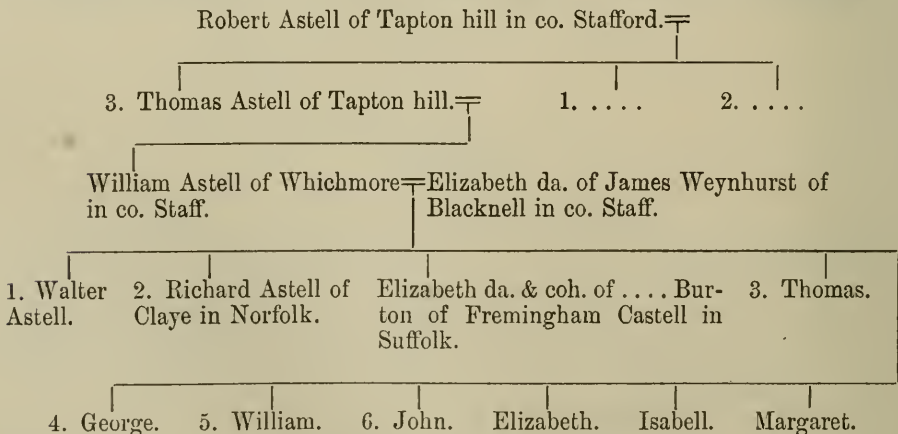 Robert Astell of Tapton hill in co. Stafford.
3. Thomas Astell of Tapton hill. 1. . . . . 2. . . . .
William Astell of Whichmore Elizabeth da. of James Weynhurst of
in co. Staff. Blacknell in co. Staff.
1. Walter 2. Richard Astell of Elizabeth da. & coh. of . . . . Bur- 3. Thomas.
Astell. Claye in Norfolk. ton of Fremingham Castell in
Suffolk.
4. George. 5. William. 6. John. Elizabeth. Isabell. Margaret.